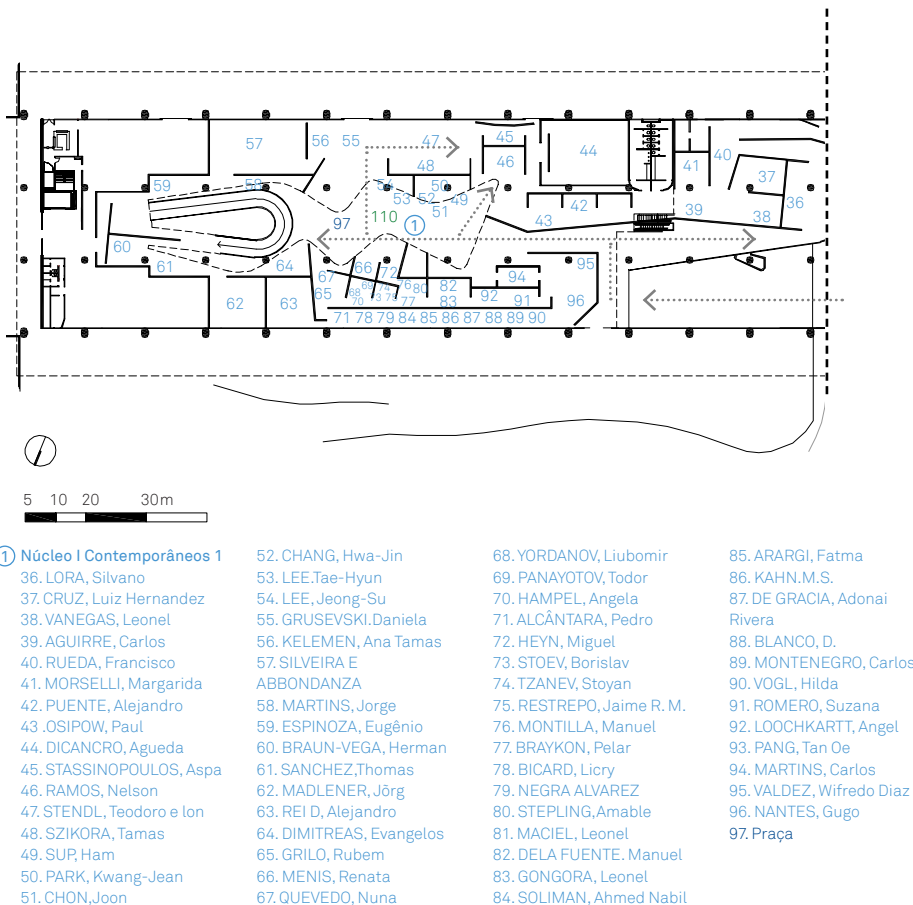 57 56 55 47 45
48 46 44 41 40
59 58 54 50 37
53 52 49 42 36
97 110 51 43 39 38
1
60
61 64 67 66 72 94 95
62 63 65 69 74 76 80 82 92 91 96
68 73 75 77 83
70
71 78 79 84 85 86 87 88 89 90
5 10 20 30m
1 Núcleo I Contemporâneos 1
36. LORA, Silvano
37. CRUZ, Luiz Hernandez
38. VANEGAS, Leonel
39. AGUIRRE, Carlos
40. RUEDA, Francisco
41. MORSELLI, Margarida
42. PUENTE, Alejandro
43 .OSIPOW, Paul
44. DICANCRO, Agueda
45. STASSINOPOULOS, Aspa
46. RAMOS, Nelson
47. STENDL, Teodoro e Ion
48. SZIKORA, Tamas
49. SUP, Ham
50. PARK, Kwang-Jean
51. CHON,Joon
52. CHANG, Hwa-Jin
53. LEE.Tae-Hyun
54. LEE, Jeong-Su
55. GRUSEVSKI.Daniela
56. KELEMEN, Ana Tamas
57. SILVEIRA E
ABBONDANZA
58. MARTINS, Jorge
59. ESPINOZA, Eugênio
60. BRAUN-VEGA, Herman
61. SANCHEZ,Thomas
62. MADLENER, Jõrg
63. REI D, Alejandro
64. DIMITREAS, Evangelos
65. GRILO, Rubem
66. MENIS, Renata
67. QUEVEDO, Nuna
68. YORDANOV, Liubomir
69. PANAYOTOV, Todor
70. HAMPEL, Angela
71. ALCÂNTARA, Pedro
72. HEYN, Miguel
73. STOEV, Borislav
74. TZANEV, Stoyan
75. RESTREPO, Jaime R. M.
76. MONTILLA, Manuel
77. BRAYKON, Pelar
78. BICARD, Licry
79. NEGRA ALVAREZ
80. STEPLING, Amable
81. MACIEL, Leonel
82. DELA FUENTE. Manuel
83. GONGORA, Leonel
84. SOLIMAN, Ahmed Nabil
85. ARARGI, Fatma
86. KAHN.M.S.
87. DE GRACIA, Adonai
Rivera
88. BLANCO, D.
89. MONTENEGRO, Carlos
90. VOGL, Hilda
91. ROMERO, Suzana
92. LOOCHKARTT, Angel
93. PANG, Tan Oe
94. MARTINS, Carlos
95. VALDEZ, Wifredo Diaz
96. NANTES, Gugo
97. Praça